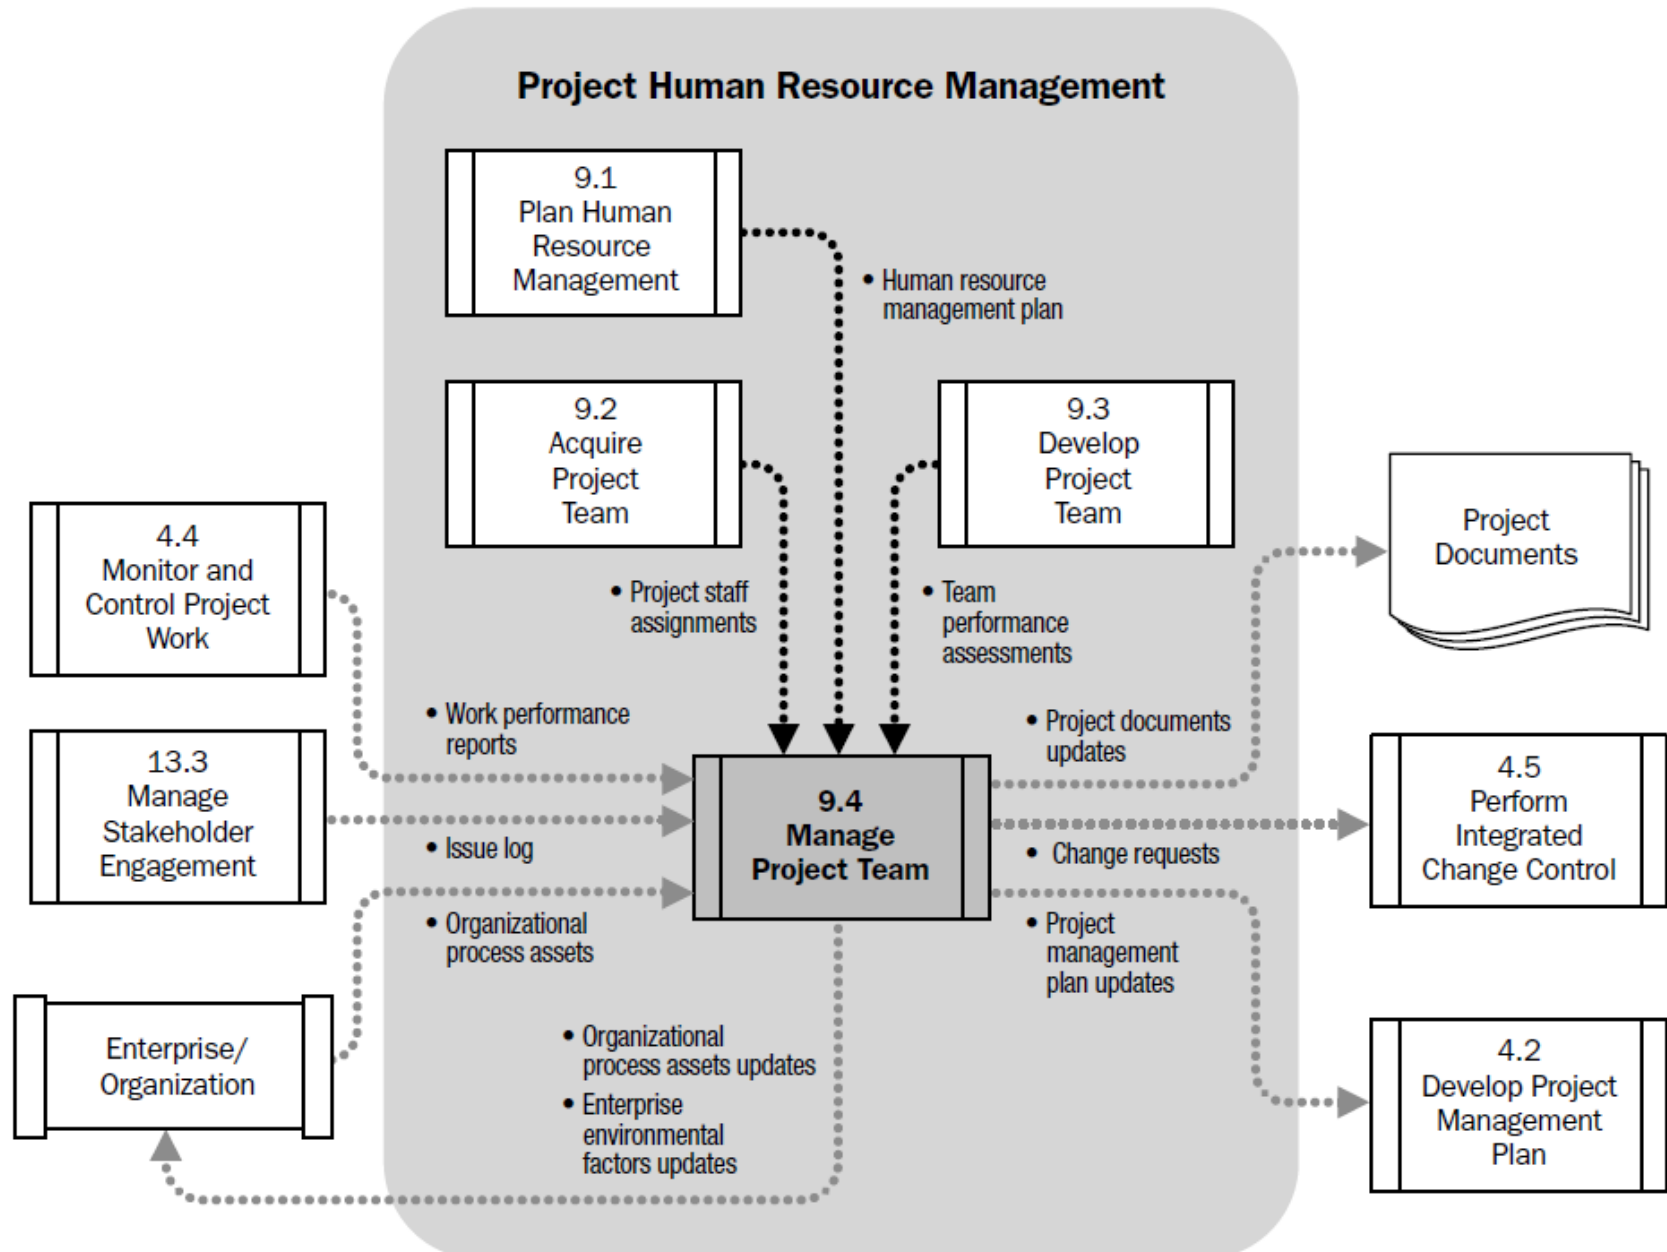 Project Human Resource Management
9.1
Plan Human
Resource
Management
• Human resource
management plan
9.2
Acquire
Project
Team
9.3
Develop
Project
Team
• Project staff
assignments
• Team
performance
assessments
4.4
Monitor and
Control Project
Work
13.3
Manage
Stakeholder
Engagement
Enterprise/
Organization
• Work performance
reports
• Issue log
• Organizational
process assets
9.4
Manage
Project Team
• Organizational
process assets updates
• Enterprise
environmental
factors updates
• Project documents
updates
• Change requests
• Project
management
plan updates
Project
Documents
4.5
Perform
Integrated
Change Control
4.2
Develop Project
Management
Plan